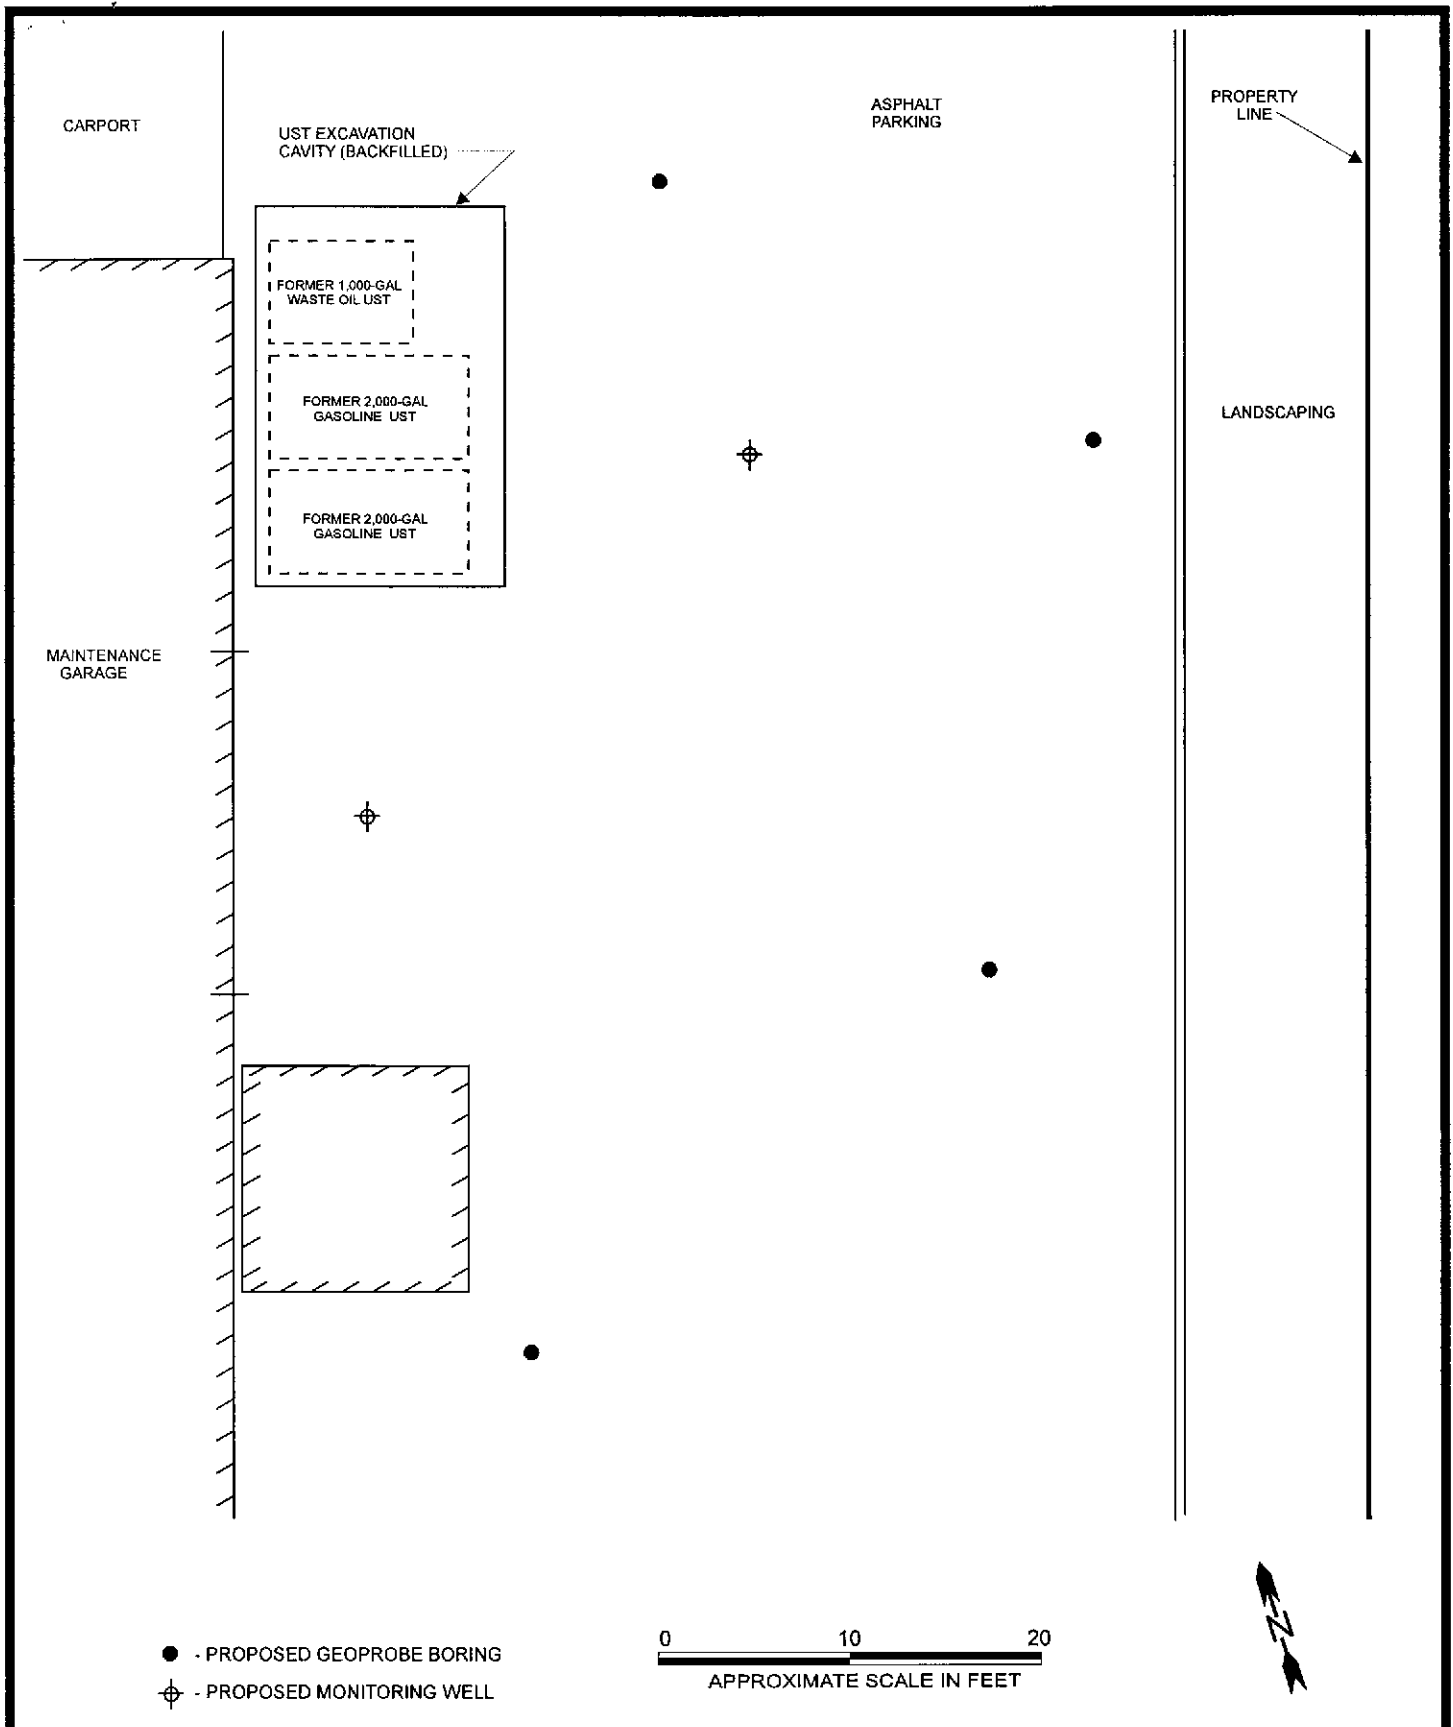 CARPORT
UST EXCAVATION
CAVITY (BACKFILLED)
ASPHALT
PARKING
PROPERTY
LINE
FORMER 1,000-GAL
WASTE OIL UST
FORMER 2,000-GAL
GASOLINE UST
LANDSCAPING
FORMER 2,000-GAL
GASOLINE UST
MAINTENANCE
GARAGE
- PROPOSED GEOPROBE BORING
- PROPOSED MONITORING WELL
0 10 20
APPROXIMATE SCALE IN FEET
N